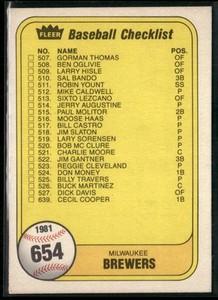 FLEER
Baseball Checklist
NO. NAME POS.
507. GORMAN THOMAS OF
508. BEN OGLIVIE OF
509. LARRY HISLE OF
510. SAL BANDO 3B
511. ROBIN YOUNT SS
512. MIKE CALDWELL P
513. SIXTO LEZCANO OF
514. JERRY AUGUSTINE P
515. PAUL MOLITOR 2B
516. MOOSE HAAS P
517. BILL CASTRO P
518. JIM SLATON P
519. LARY SORENSEN P
520. BOB MC CLURE P
521. CHARLIE MOORE C
522. JIM GANTNER 3B
523. REGGIE CLEVELAND P
524. DON MONEY 1B
525. BILLY TRAVERS P
526. BUCK MARTINEZ C
527. DICK DAVIS OF
639. CECIL COOPER 1B
1981
654
MILWAUKEE
BREWERS